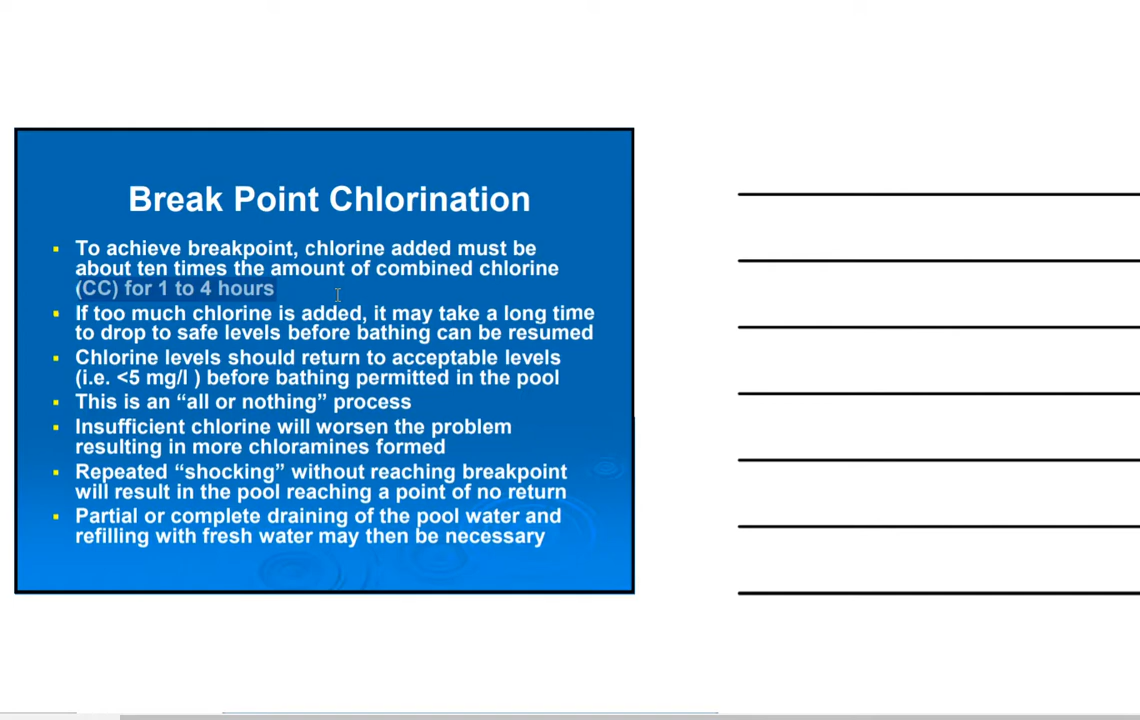 Break Point Chlorination
▪ To achieve breakpoint, chlorine added must be
about ten times the amount of combined chlorine
(CC) for 1 to 4 hours
▪ If too much chlorine is added, it may take a long time
to drop to safe levels before bathing can be resumed
▪ Chlorine levels should return to acceptable levels
(i.e. <5 mg/l ) before bathing permitted in the pool
▪ This is an “all or nothing” process
▪ Insufficient chlorine will worsen the problem
resulting in more chloramines formed
▪ Repeated “shocking” without reaching breakpoint
will result in the pool reaching a point of no return
▪ Partial or complete draining of the pool water and
refilling with fresh water may then be necessary